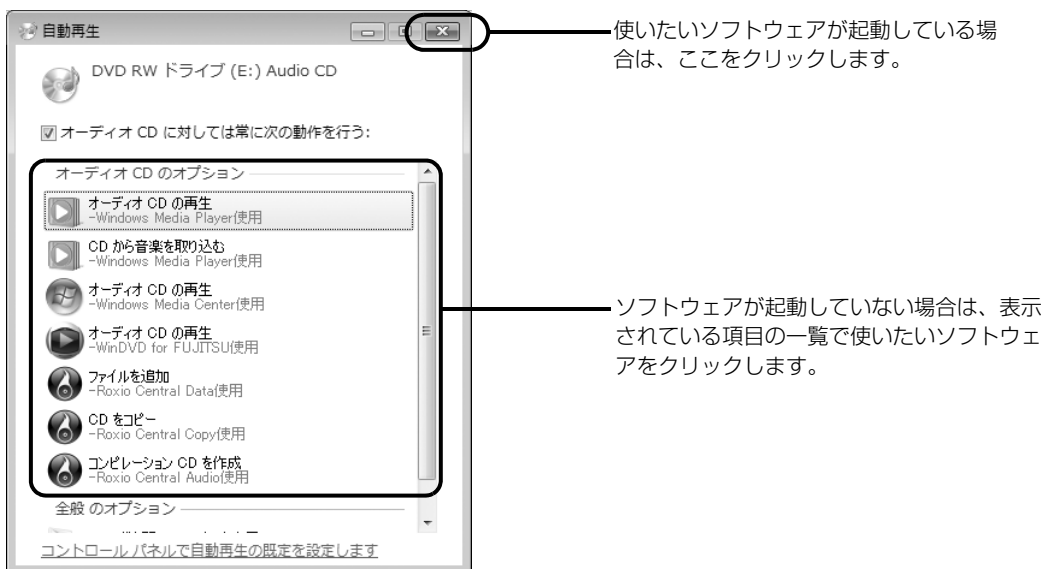 自動再生
使いたいソフトウェアが起動している場
合は、ここをクリックします。
DVD RW ドライブ (E:) Audio CD
オーディオ CD に対しては常に次の動作を行う:
オーディオ CD のオプション
オーディオ CD の再生
-Windows Media Player使用
CD から音楽を取り込む
-Windows Media Player使用
オーディオ CD の再生
-Windows Media Center使用
オーディオ CD の再生
-WinDVD for FUJITSU使用
ファイルを追加
-Roxio Central Data使用
CD をコピー
-Roxio Central Copy使用
コンピレーション CD を作成
-Roxio Central Audio使用
全般 のオプション
コントロール パネルで自動再生の既定を設定します
ソフトウェアが起動していない場合は、表示
されている項目の一覧で使いたいソフトウェ
アをクリックします。